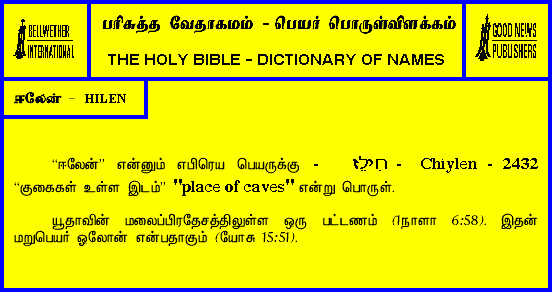 BELLWETHER
INTERNATIONAL
பரிசுத்த வேதாகமம் - பெயர் பொருள்விளக்கம்
THE HOLY BIBLE - DICTIONARY OF NAMES
GOOD NEWS
PUBLISHERS
ஈலேன் - HILEN
“ஈலேன்” என்னும் எபிரெய பெயருக்கு - חילן - Chiylen - 2432
“குகைகள் உள்ள இடம்” "place of caves" என்று பொருள்.
யூதாவின் மலைப்பிரதேசத்திலுள்ள ஒரு பட்டணம் (1நாளா 6:58). இதன்
மறுபெயர் ஓலோன் என்பதாகும் (யோசு 15:51).